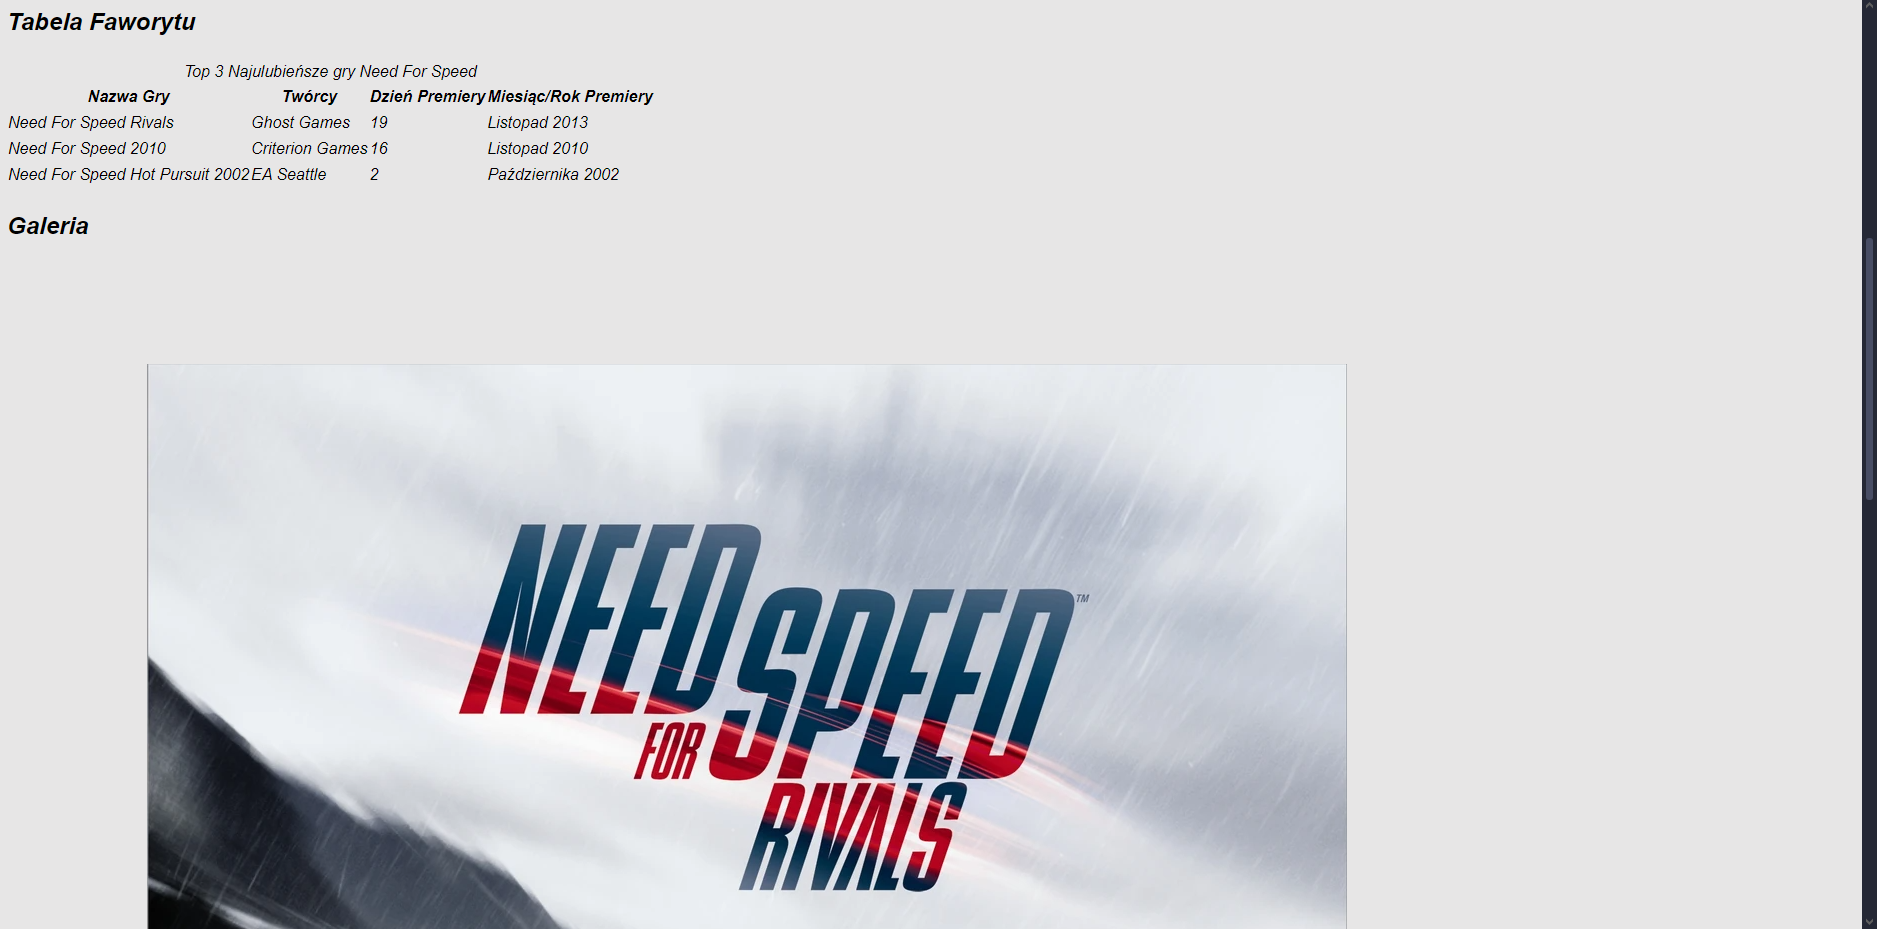 Tabela Faworytu
Top 3 Najulubieńsze gry Need For Speed
Nazwa Gry Twórcy Dzień Premiery Miesiąc/Rok Premiery
Need For Speed Rivals Ghost Games 19 Listopad 2013
Need For Speed 2010 Criterion Games 16 Listopad 2010
Need For Speed Hot Pursuit 2002 EA Seattle 2 Października 2002
Galeria
NEED
SPEED™
FOR
RIVALS